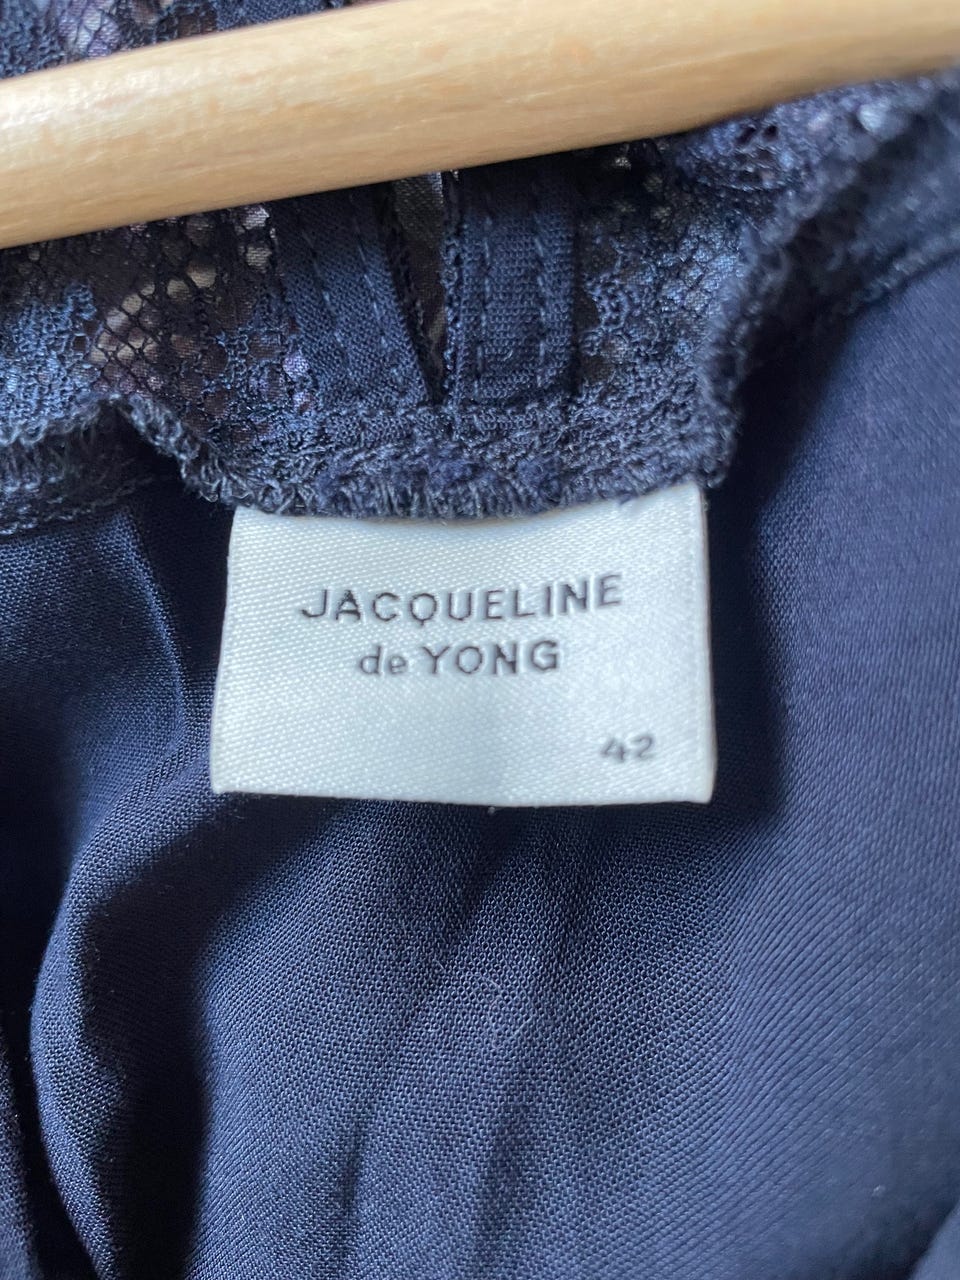 JACQUELINE
de YONG
42